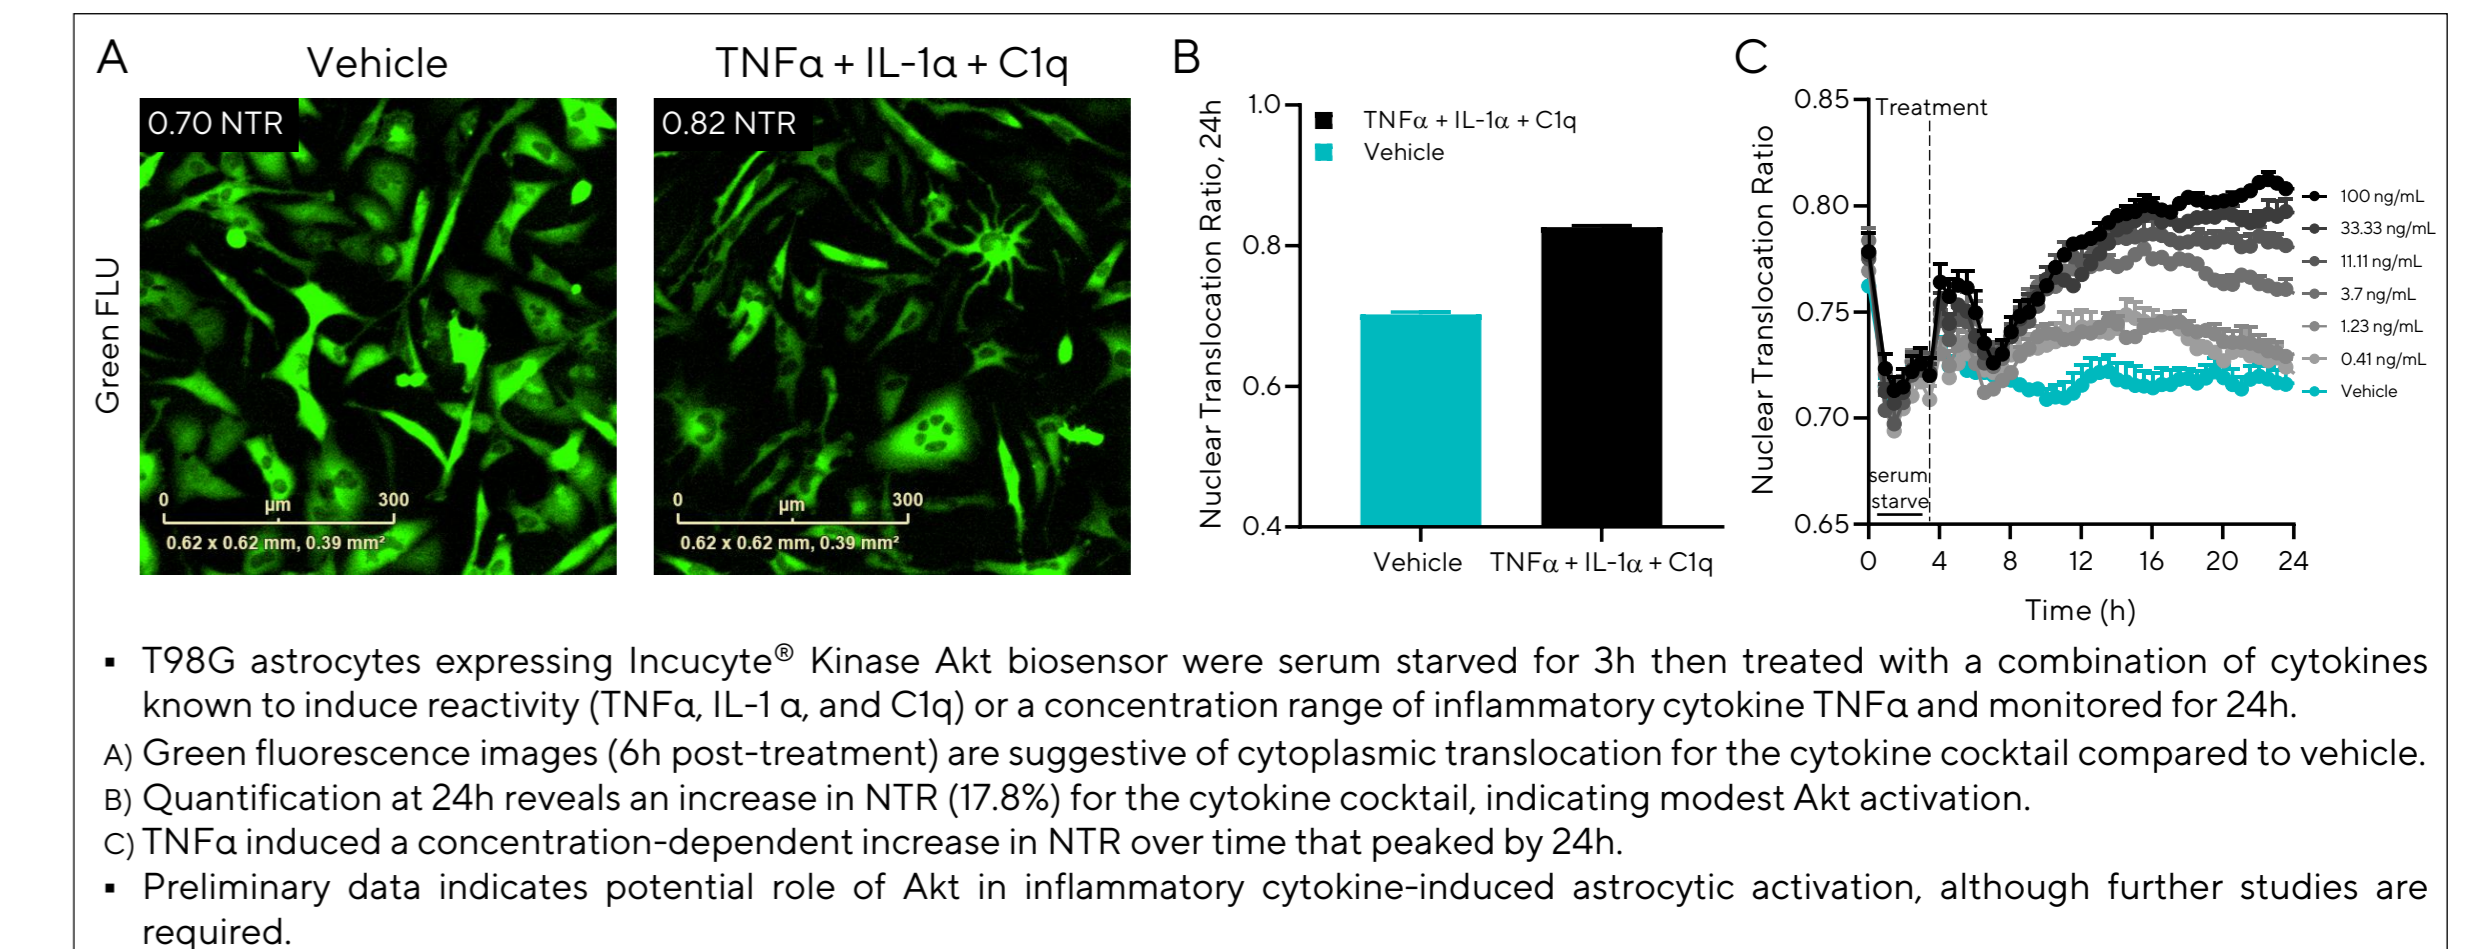 A
Vehicle
TNFα + IL-1α + C1q
Green FLU
0.70 NTR
0 µm 300
0.62 x 0.62 mm, 0.39 mm²
0.82 NTR
0 µm 300
0.62 x 0.62 mm, 0.39 mm²
B
Nuclear Translocation Ratio, 24h
1.0
0.8
0.6
0.4
TNFα + IL-1α + C1q
Vehicle
Vehicle
TNFα + IL-1α + C1q
C
Nuclear Translocation Ratio
0.85
0.80
0.75
0.70
0.65
Treatment
serum
starve
0 4 8 12 16 20 24
Time (h)
100 ng/mL
33.33 ng/mL
11.11 ng/mL
3.7 ng/mL
1.23 ng/mL
0.41 ng/mL
Vehicle
▪ T98G astrocytes expressing Incucyte® Kinase Akt biosensor were serum starved for 3h then treated with a combination of cytokines
known to induce reactivity (TNFα, IL-1 α, and C1q) or a concentration range of inflammatory cytokine TNFα and monitored for 24h.
A) Green fluorescence images (6h post-treatment) are suggestive of cytoplasmic translocation for the cytokine cocktail compared to vehicle.
B) Quantification at 24h reveals an increase in NTR (17.8%) for the cytokine cocktail, indicating modest Akt activation.
C) TNFα induced a concentration-dependent increase in NTR over time that peaked by 24h.
▪ Preliminary data indicates potential role of Akt in inflammatory cytokine-induced astrocytic activation, although further studies are
required.